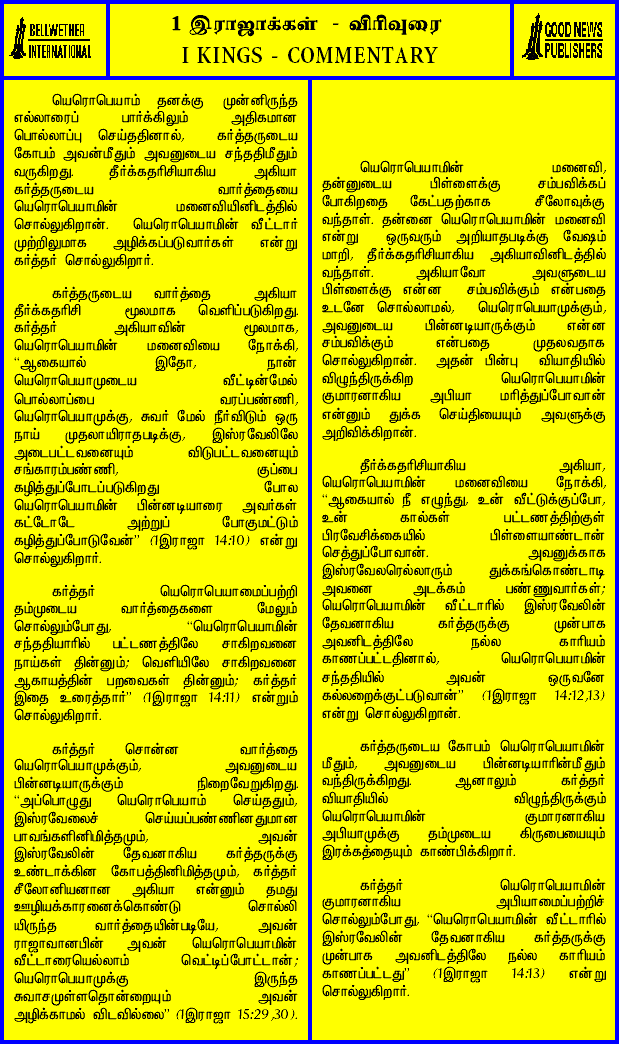 BELLWETHER
INTERNATIONAL
1 இராஜாக்கள் - விரிவுரை
I KINGS - COMMENTARY
GOOD NEWS
PUBLISHERS
யெரொபெயாம் தனக்கு முன்னிருந்த
எல்லாரைப் பார்க்கிலும் அதிகமான
பொல்லாப்பு செய்ததினால், கர்த்தருடைய
கோபம் அவன்மீதும் அவனுடைய சந்ததிமீதும்
வருகிறது. தீர்க்கதரிசியாகிய அகியா
கர்த்தருடைய வார்த்தையை
யெரொபெயாமின் மனைவியினிடத்தில்
சொல்லுகிறான். யெரொபெயாமின் வீட்டார்
முற்றிலுமாக அழிக்கப்படுவார்கள் என்று
கர்த்தர் சொல்லுகிறார்.
கர்த்தருடைய வார்த்தை அகியா
தீர்க்கதரிசி மூலமாக வெளிப்படுகிறது.
கர்த்தர் அகியாவின் மூலமாக,
யெரொபெயாமின் மனைவியை நோக்கி,
“ஆகையால் இதோ, நான்
யெரொபெயாமுடைய வீட்டின்மேல்
பொல்லாப்பை வரப்பண்ணி,
யெரொபெயாமுக்கு, சுவர் மேல் நீர்விடும் ஒரு
நாய் முதலாயிராதபடிக்கு, இஸ்ரவேலிலே
அடைபட்டவனையும் விடுபட்டவனையும்
சங்காரம்பண்ணி, குப்பை
கழித்துப்போடப்படுகிறது போல
யெரொபெயாமின் பின்னடியாரை அவர்கள்
கட்டோடே அற்றுப் போகுமட்டும்
கழித்துப்போடுவேன்” (1இராஜா 14:10) என்று
சொல்லுகிறார்.
கர்த்தர் யெரொபெயாமைப்பற்றி
தம்முடைய வார்த்தைகளை மேலும்
சொல்லும்போது, “யெரொபெயாமின்
சந்ததியாரில் பட்டணத்திலே சாகிறவனை
நாய்கள் தின்னும்; வெளியிலே சாகிறவனை
ஆகாயத்தின் பறவைகள் தின்னும்; கர்த்தர்
இதை உரைத்தார்” (1இராஜா 14:11) என்றும்
சொல்லுகிறார்.
கர்த்தர் சொன்ன வார்த்தை
யெரொபெயாமுக்கும், அவனுடைய
பின்னடியாருக்கும் நிறைவேறுகிறது.
“அப்பொழுது யெரொபெயாம் செய்ததும்,
இஸ்ரவேலைச் செய்யப்பண்ணினதுமான
பாவங்களினிமித்தமும், அவன்
இஸ்ரவேலின் தேவனாகிய கர்த்தருக்கு
உண்டாக்கின கோபத்தினிமித்தமும், கர்த்தர்
சீலோனியனான அகியா என்னும் தமது
ஊழியக்காரனைக்கொண்டு சொல்லி
யிருந்த வார்த்தையின்படியே, அவன்
ராஜாவானபின் அவன் யெரொபெயாமின்
வீட்டாரையெல்லாம் வெட்டிப்போட்டான்;
யெரொபெயாமுக்கு இருந்த
சுவாசமுள்ளதொன்றையும் அவன்
அழிக்காமல் விடவில்லை” (1இராஜா 15:29,30).
யெரொபெயாமின் மனைவி,
தன்னுடைய பிள்ளைக்கு சம்பவிக்கப்
போகிறதை கேட்பதற்காக சீலோவுக்கு
வந்தாள். தன்னை யெரொபெயாமின் மனைவி
என்று ஒருவரும் அறியாதபடிக்கு வேஷம்
மாறி, தீர்க்கதரிசியாகிய அகியாவினிடத்தில்
வந்தாள். அகியாவோ அவளுடைய
பிள்ளைக்கு என்ன சம்பவிக்கும் என்பதை
உடனே சொல்லாமல், யெரொபெயாமுக்கும்,
அவனுடைய பின்னடியாருக்கும் என்ன
சம்பவிக்கும் என்பதை முதலவதாக
சொல்லுகிறான். அதன் பின்பு வியாதியில்
விழுந்திருக்கிற யெரொபெயாமின்
குமாரனாகிய அபியா மரித்துப்போவான்
என்னும் துக்க செய்தியையும் அவளுக்கு
அறிவிக்கிறான்.
தீர்க்கதரிசியாகிய அகியா,
யெரொபெயாமின் மனைவியை நோக்கி,
“ஆகையால் நீ எழுந்து, உன் வீட்டுக்குப்போ,
உன் கால்கள் பட்டணத்திற்குள்
பிரவேசிக்கையில் பிள்ளையாண்டான்
செத்துப்போவான். அவனுக்காக
இஸ்ரவேலரெல்லாரும் துக்கங்கொண்டாடி
அவனை அடக்கம் பண்ணுவார்கள்;
யெரொபெயாமின் வீட்டாரில் இஸ்ரவேலின்
தேவனாகிய கர்த்தருக்கு முன்பாக
அவனிடத்திலே நல்ல காரியம்
காணப்பட்டதினால், யெரொபெயாமின்
சந்ததியில் அவன் ஒருவனே
கல்லறைக்குட்படுவான்” (1இராஜா 14:12,13)
என்று சொல்லுகிறான்.
கர்த்தருடைய கோபம் யெரொபெயாமின்
மீதும், அவனுடைய பின்னடியாரின்மீதும்
வந்திருக்கிறது. ஆனாலும் கர்த்தர்
வியாதியில் விழுந்திருக்கும்
யெரொபெயாமின் குமாரனாகிய
அபியாமுக்கு தம்முடைய கிருபையையும்
இரக்கத்தையும் காண்பிக்கிறார்.
கர்த்தர் யெரொபெயாமின்
குமாரனாகிய அபியாமைப்பற்றிச்
சொல்லும்போது, “யெரொபெயாமின் வீட்டாரில்
இஸ்ரவேலின் தேவனாகிய கர்த்தருக்கு
முன்பாக அவனிடத்திலே நல்ல காரியம்
காணப்பட்டது” (1இராஜா 14:13) என்று
சொல்லுகிறார்.